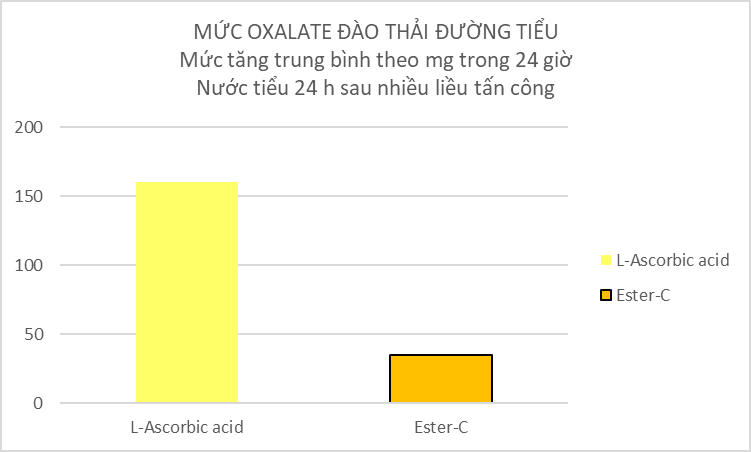 MỨC OXALATE ĐÀO THẢI ĐƯỜNG TIỂU
Mức tăng trung bình theo mg trong 24 giờ
Nước tiểu 24 h sau nhiều liều tấn công
200
150
100
50
0
L-Ascorbic acid
Ester-C
L-Ascorbic acid
Ester-C